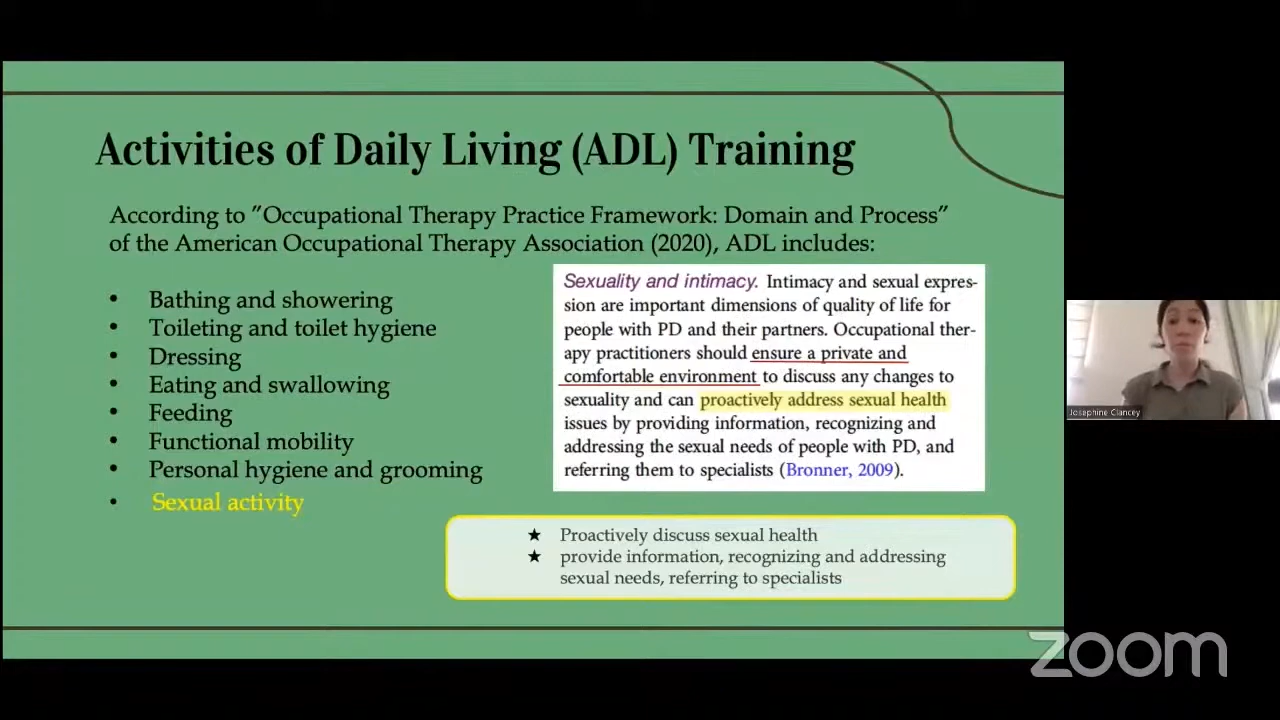 Activities of Daily Living (ADL) Training
According to "Occupational Therapy Practice Framework: Domain and Process"
of the American Occupational Therapy Association (2020), ADL includes:
• Bathing and showering
• Toileting and toilet hygiene
• Dressing
• Eating and swallowing
• Feeding
• Functional mobility
• Personal hygiene and grooming
• Sexual activity
Sexuality and intimacy. Intimacy and sexual expres-
sion are important dimensions of quality of life for
people with PD and their partners. Occupational ther-
apy practitioners should ensure a private and
comfortable environment to discuss any changes to
sexuality and can proactively address sexual health
issues by providing information, recognizing and
addressing the sexual needs of people with PD, and
referring them to specialists (Bronner, 2009).
★ Proactively discuss sexual health
★ provide information, recognizing and addressing
sexual needs, referring to specialists
Josephine Clancey
zoom